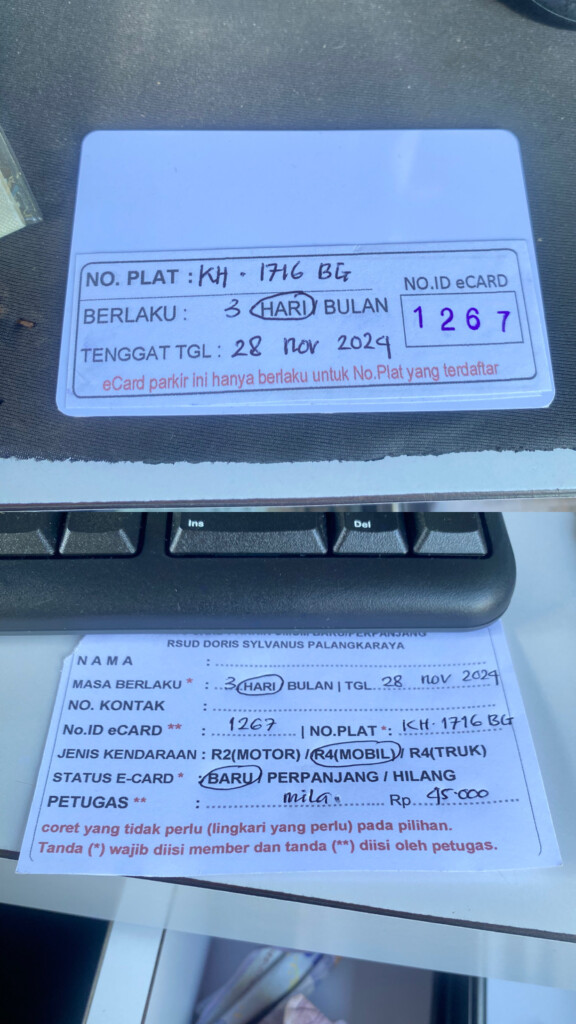 NO. PLAT : KH · 1716 BG
NO.ID eCARD
BERLAKU : 3 HARI / BULAN
1267
TENGGAT TGL : 28 nov 2024
eCard parkir ini hanya berlaku untuk No.Plat yang terdaftar
Ins
Del
RSUD DORIS SYLVANUS PALANGKARAYA
NAMA :
MASA BERLAKU * : 3 HARI BULAN | TGL. 28 nov 2024
NO. KONTAK :
No.ID eCARD ** : 1267 | NO.PLAT *: KH · 1716 BG
JENIS KENDARAAN : R2(MOTOR) / R4(MOBIL) / R4(TRUK)
STATUS E-CARD * : BARU / PERPANJANG / HILANG
PETUGAS ** : mila. Rp. 45.000
coret yang tidak perlu (lingkari yang perlu) pada pilihan.
Tanda (*) wajib diisi member dan tanda (**) diisi oleh petugas.